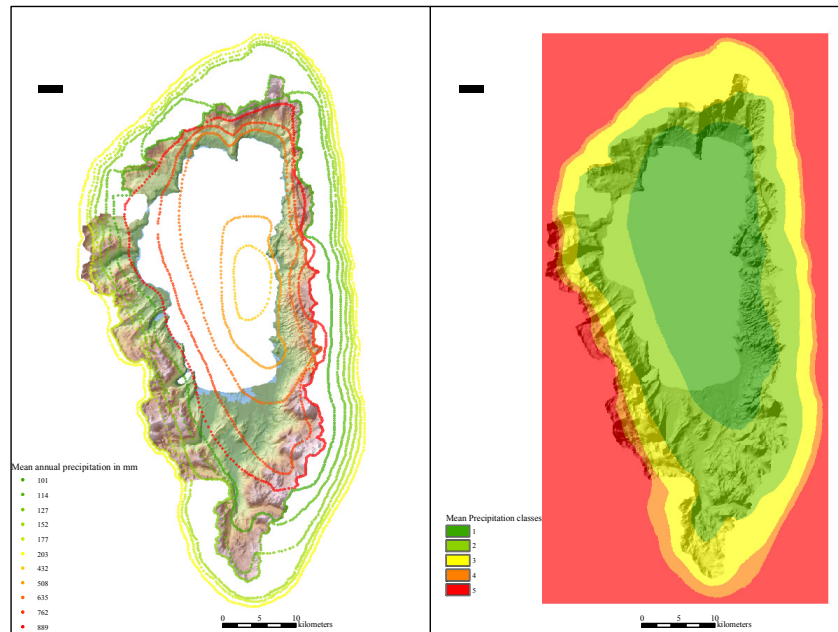 Mean annual precipitation in mm
101
114
127
152
177
203
432
508
635
762
889
0 5 10
kilometers
Mean Precipitation classes
1
2
3
4
5
0 5 10
kilometers